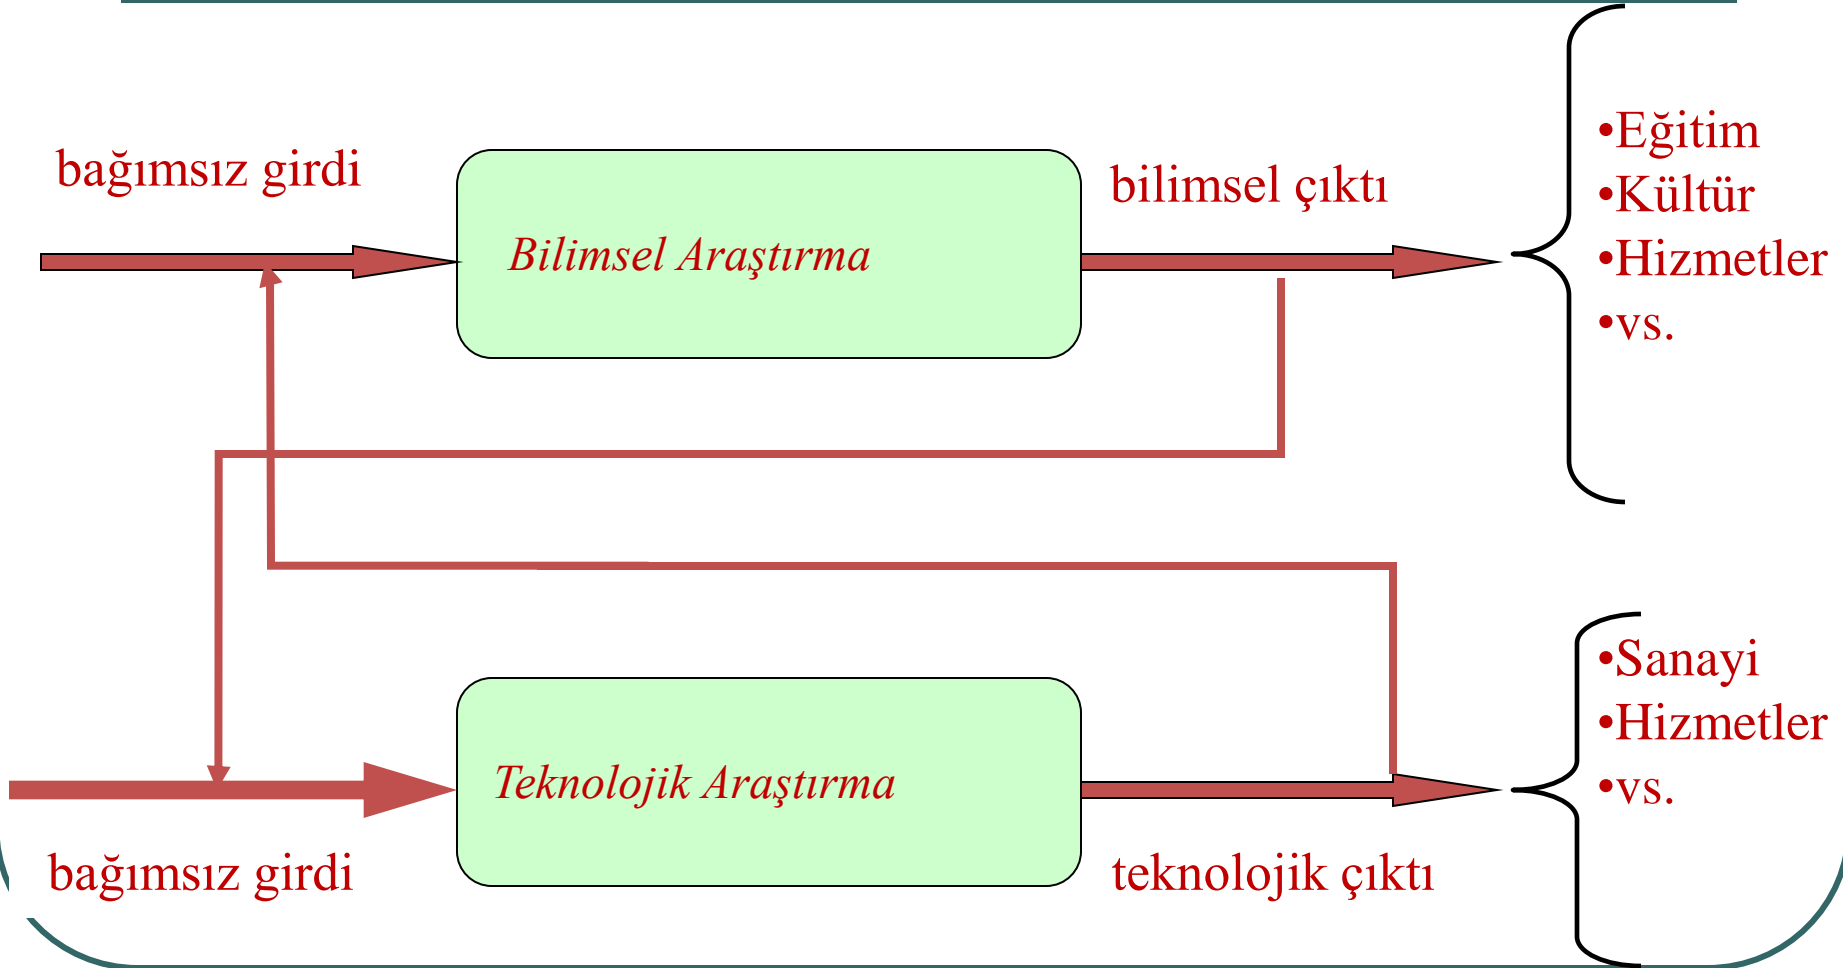 bağımsız girdi
Bilimsel Araştırma
bilimsel çıktı
•Eğitim
•Kültür
•Hizmetler
•vs.
bağımsız girdi
Teknolojik Araştırma
teknolojik çıktı
•Sanayi
•Hizmetler
•vs.